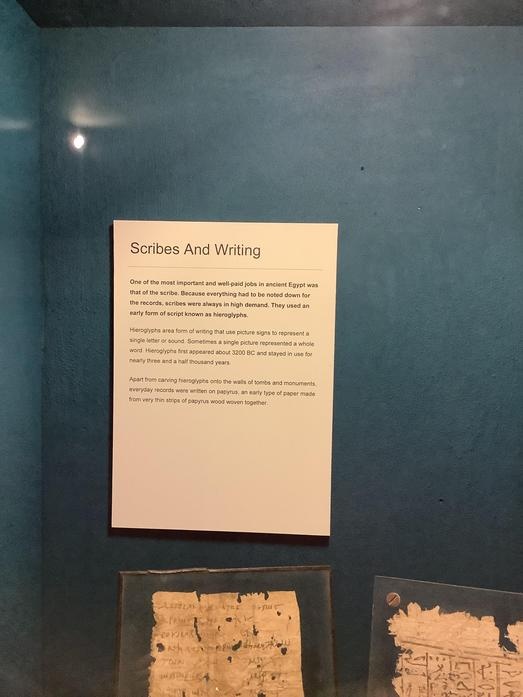 Scribes And Writing
One of the most important and well-paid jobs in ancient Egypt was
that of the scribe. Because everything had to be noted down for
the records, scribes were always in high demand. They used an
early form of script known as hieroglyphs.
Hieroglyphs area form of writing that use picture signs to represent a
single letter or sound. Sometimes a single picture represented a whole
word. Hieroglyphs first appeared about 3200 BC and stayed in use for
nearly three and a half thousand years.
Apart from carving hieroglyphs onto the walls of tombs and monuments,
everyday records were written on papyrus, an early type of paper made
from very thin strips of papyrus wood woven together.